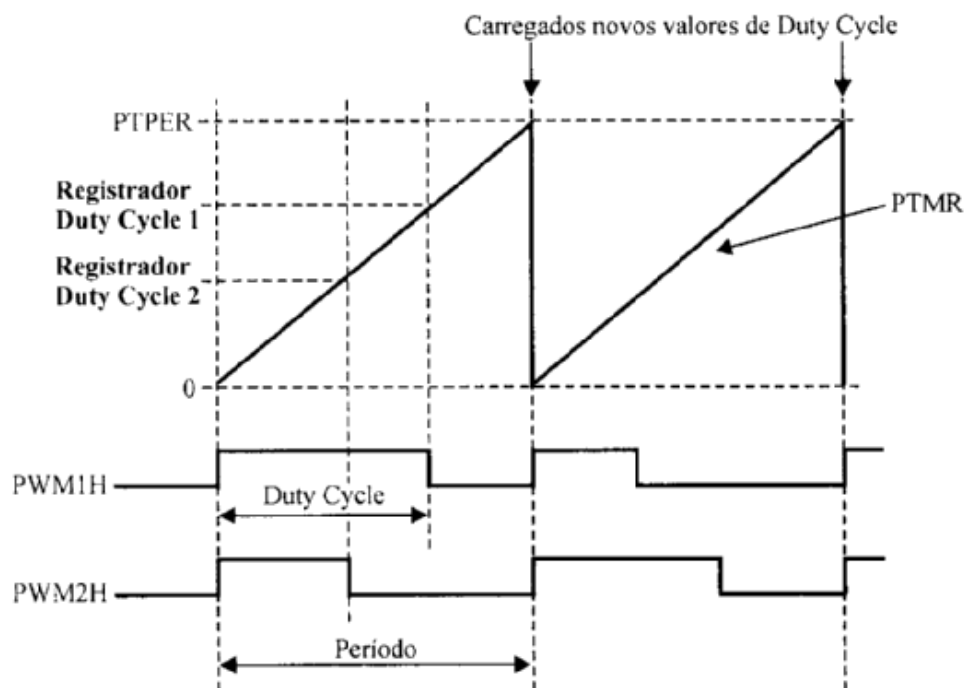 Carregados novos valores de Duty Cycle
PTPER
Registrador
Duty Cycle 1
PTMR
Registrador
Duty Cycle 2
0
PWM1H
Duty Cycle
PWM2H
Período